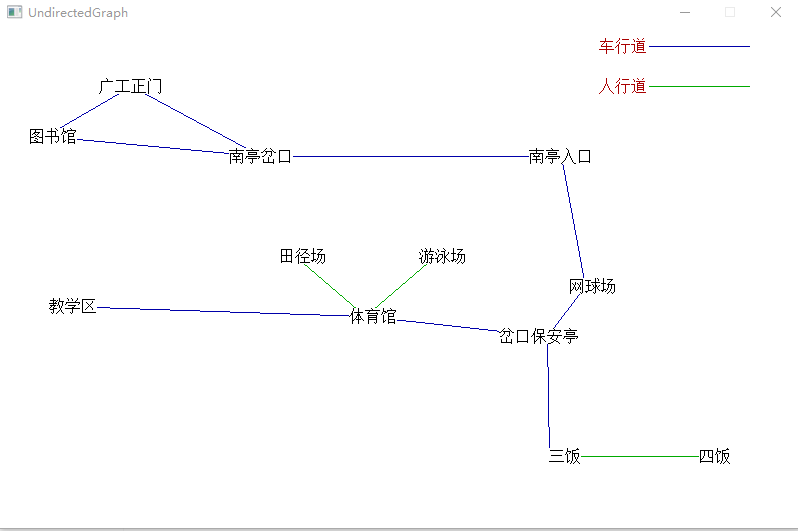 UndirectedGraph
车行道
人行道
广工正门
图书馆
南亭岔口
南亭入口
田径场
游泳场
网球场
教学区
体育馆
岔口保安亭
三饭
四饭